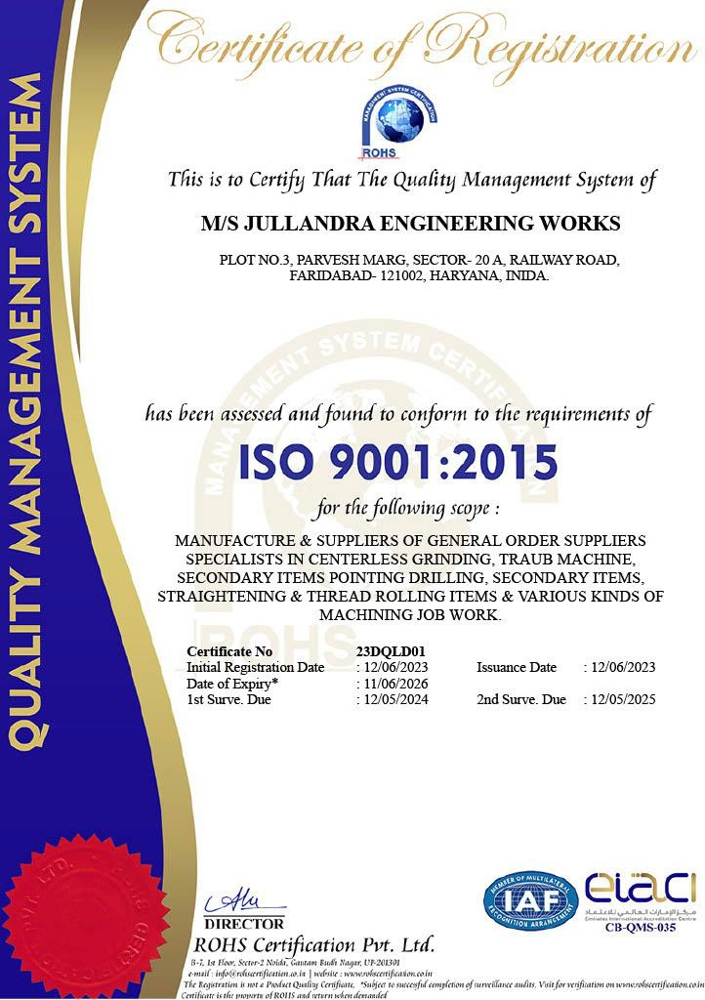 Certificate of Registration
MANAGEMENT SYSTEM CERTIFICATION
ROHS
This is to Certify That The Quality Management System of
M/S JULLANDRA ENGINEERING WORKS
PLOT NO.3, PARVESH MARG, SECTOR- 20 A, RAILWAY ROAD,
FARIDABAD- 121002, HARYANA, INIDA.
QUALITY MANAGEMENT SYSTEM
MANAGEMENT SYSTEM CERTIFICATION
has been assessed and found to conform to the requirements of
ISO 9001:2015
for the following scope :
MANUFACTURE & SUPPLIERS OF GENERAL ORDER SUPPLIERS
SPECIALISTS IN CENTERLESS GRINDING, TRAUB MACHINE,
SECONDARY ITEMS POINTING DRILLING, SECONDARY ITEMS,
STRAIGHTENING & THREAD ROLLING ITEMS & VARIOUS KINDS OF
MACHINING JOB WORK.
ROHS
Certificate No 23DQLD01
Initial Registration Date : 12/06/2023 Issuance Date : 12/06/2023
Date of Expiry* : 11/06/2026
1st Surve. Due : 12/05/2024 2nd Surve. Due : 12/05/2025
MEMBER OF MULTILATERAL
IAF
RECOGNITION ARRANGEMENT
eiaci
مركز الإمارات العالمي للاعتماد
Emirates International Accreditation Centre
CB-QMS-035
DIRECTOR
ROHS Certification Pvt. Ltd.
B-7, 1st Floor, Sector-2 Noida, Gautam Budh Nagar, UP-201301
e-mail : info@rohscertification.co.in | website : www.rohscertification.co.in
The Registration is not a Product Quality Certificate, *Subject to successful completion of surveillance audits, Visit for verification on www.rohscertification.co.in
Certificate is the property of ROHS and return when demanded